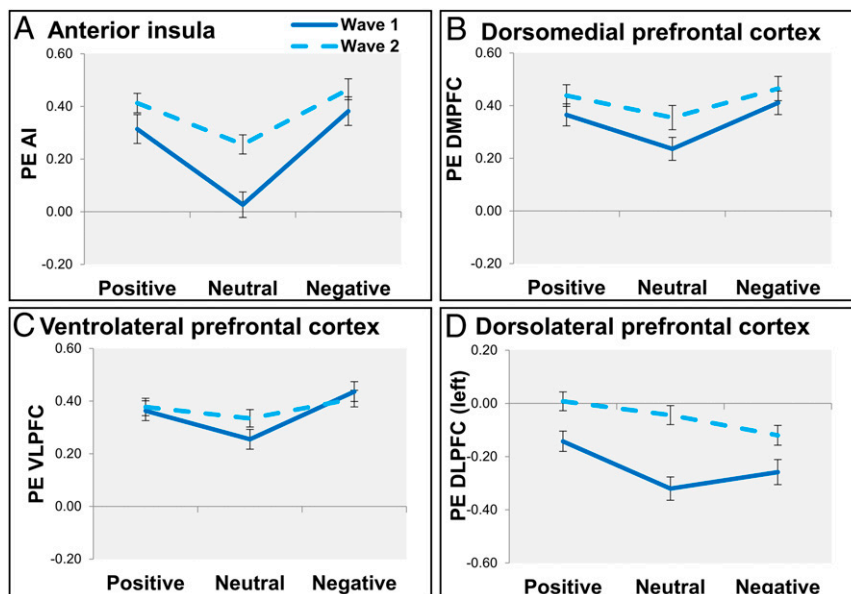 A Anterior insula
Wave 1
Wave 2
0.60
0.40
0.20
0.00
-0.20
PE AI
Positive Neutral Negative
B Dorsomedial prefrontal cortex
0.60
0.40
0.20
0.00
-0.20
PE DMPFC
Positive Neutral Negative
C Ventrolateral prefrontal cortex
0.60
0.40
0.20
0.00
-0.20
PE VLPFC
Positive Neutral Negative
D Dorsolateral prefrontal cortex
0.20
0.00
-0.20
-0.40
-0.60
PE DLPFC (left)
Positive Neutral Negative